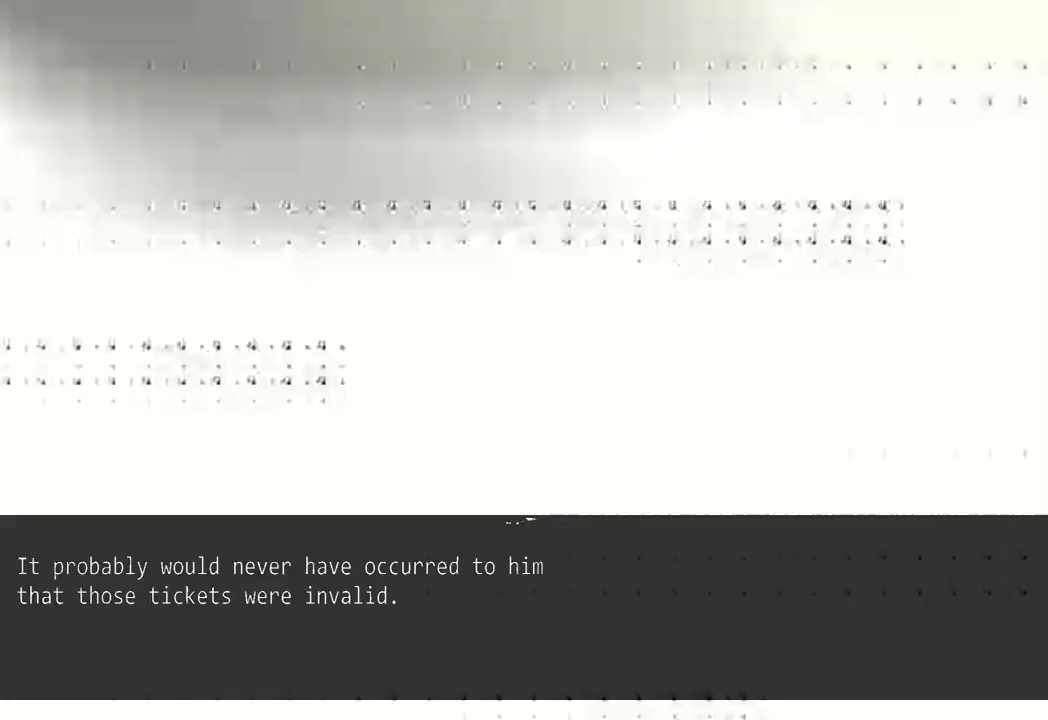 It probably would never have occurred to him
that those tickets were invalid.